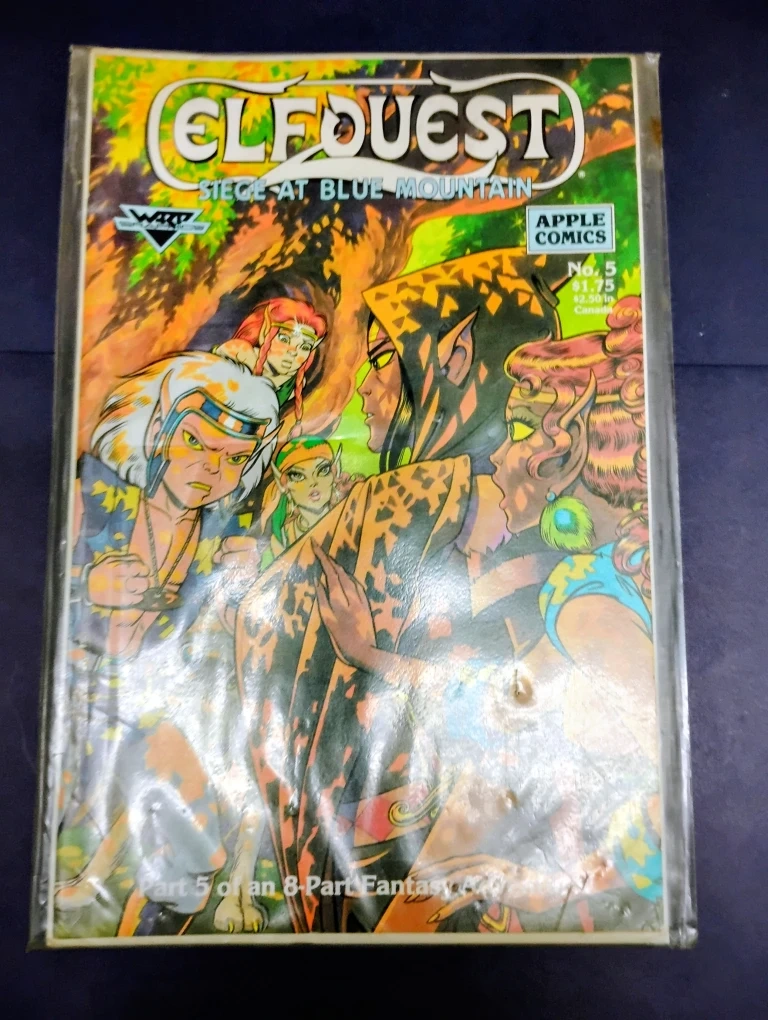 ELFQUEST
SIEGE AT BLUE MOUNTAIN
WARP
APPLE
COMICS
No. 5
$1.75
$2.50 in
Canada
Part 5 of an 8-Part Fantasy